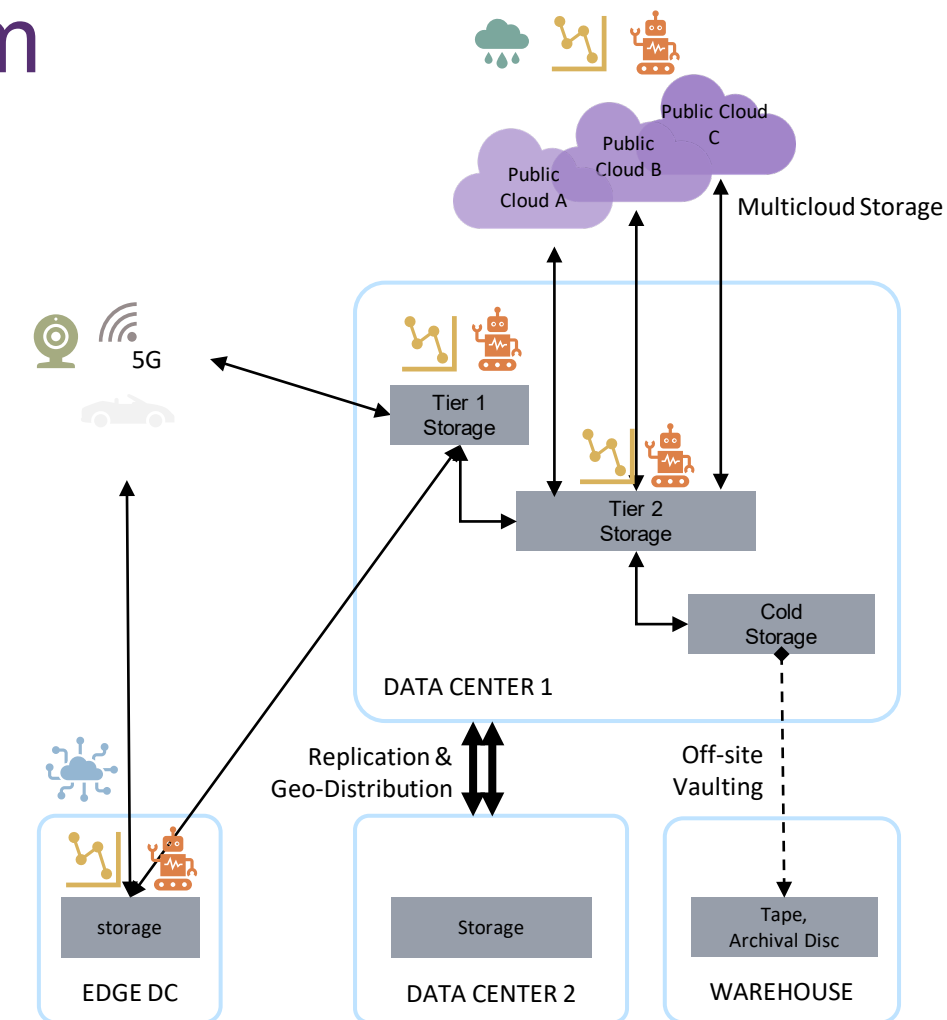 m
Public Cloud
C
Public
Cloud B
Public
Cloud A
Multicloud Storage
5G
Tier 1
Storage
Tier 2
Storage
Cold
Storage
DATA CENTER 1
Replication &
Geo-Distribution
Off-site
Vaulting
storage
Storage
Tape,
Archival Disc
EDGE DC
DATA CENTER 2
WAREHOUSE